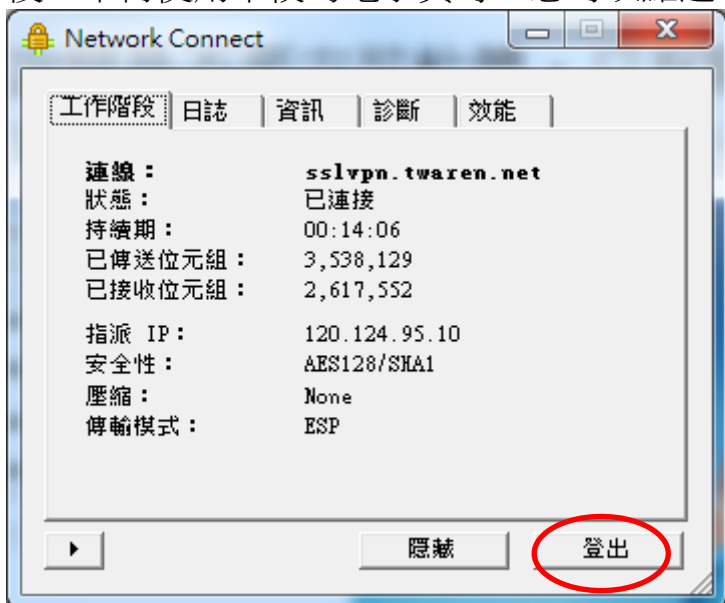 Network Connect
工作階段 日誌 資訊 診斷 效能
連線： sslvpn.twaren.net
狀態： 已連接
持續期： 00:14:06
已傳送位元組： 3,538,129
已接收位元組： 2,617,552
指派 IP： 120.124.95.10
安全性： AES128/SHA1
壓縮： None
傳輸模式： ESP
隱藏 登出